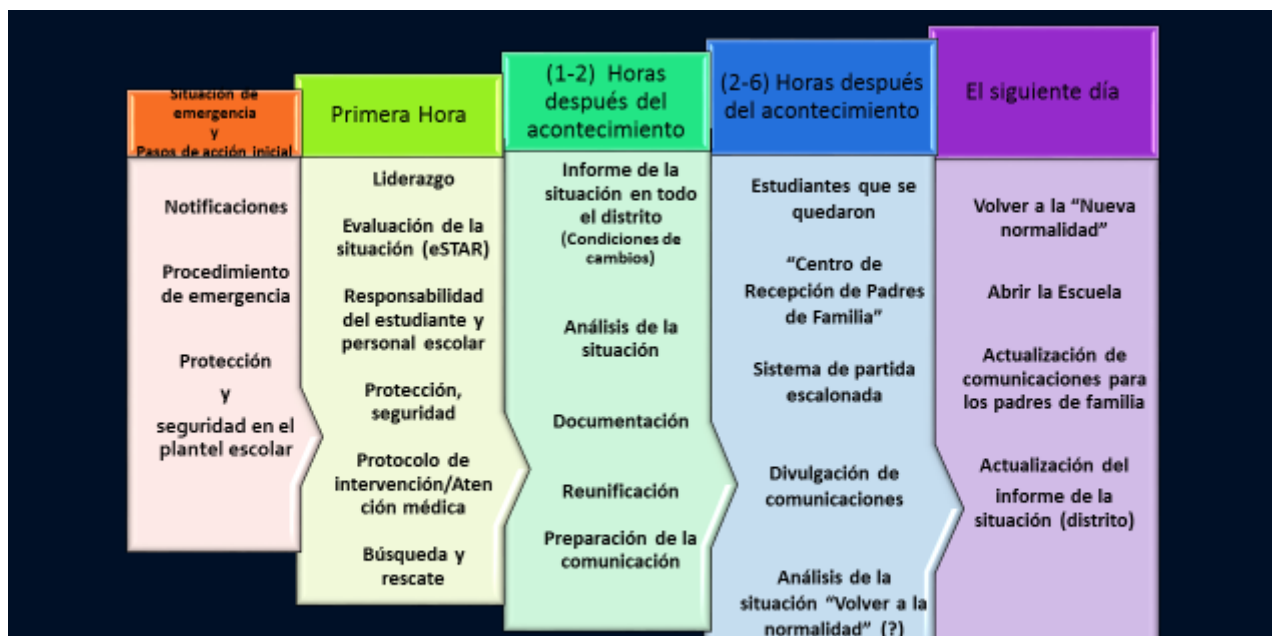 Situación de
emergencia
y
Pasos de acción inicial
Notificaciones
Procedimiento
de emergencia
Protección
y
seguridad en el
plantel escolar
Primera Hora
Liderazgo
Evaluación de la
situación (eSTAR)
Responsabilidad
del estudiante y
personal escolar
Protección,
seguridad
Protocolo de
intervención/Aten
ción médica
Búsqueda y
rescate
(1-2) Horas
después del
acontecimiento
Informe de la
situación en todo
el distrito
(Condiciones de
cambios)
Análisis de la
situación
Documentación
Reunificación
Preparación de la
comunicación
(2-6) Horas después
del acontecimiento
Estudiantes que se
quedaron
“Centro de
Recepción de Padres
de Familia”
Sistema de partida
escalonada
Divulgación de
comunicaciones
Análisis de la
situación “Volver a la
normalidad” (?)
El siguiente día
Volver a la “Nueva
normalidad”
Abrir la Escuela
Actualización de
comunicaciones para
los padres de familia
Actualización del
informe de la
situación (distrito)